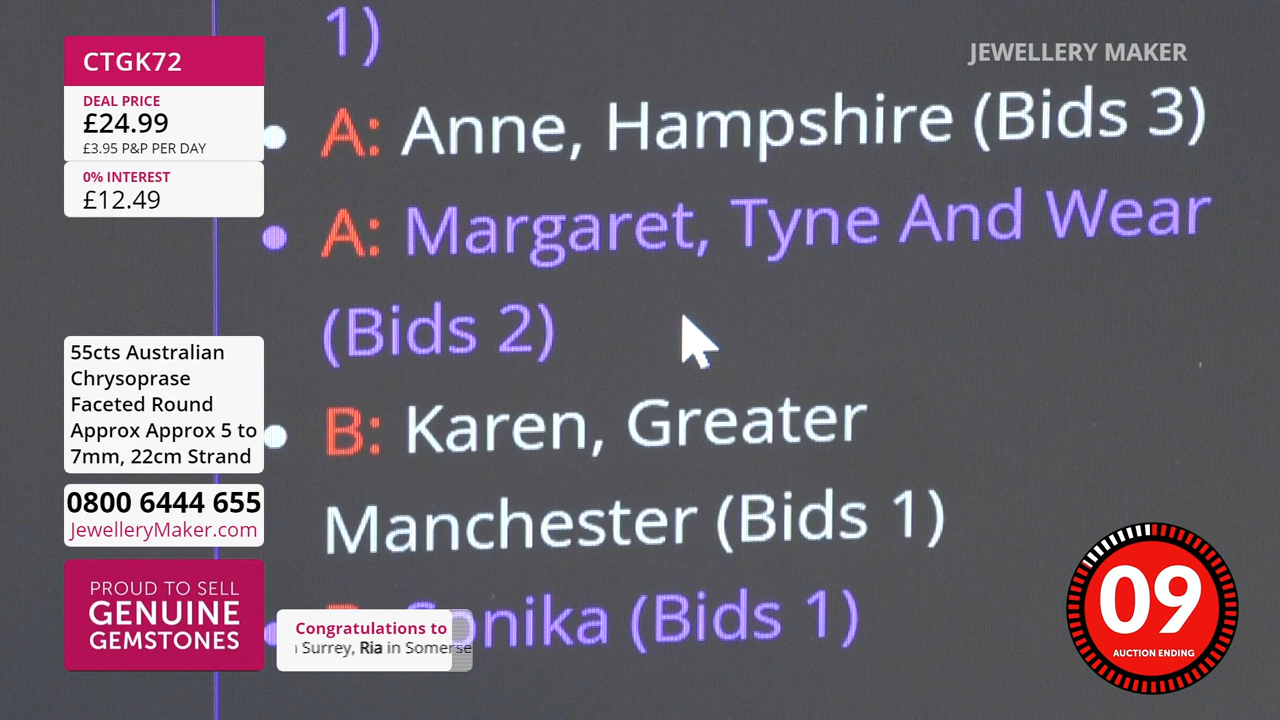 CTGK72
DEAL PRICE
£24.99
£3.95 P&P PER DAY
0% INTEREST
£12.49
55cts Australian
Chrysoprase
Faceted Round
Approx Approx 5 to
7mm, 22cm Strand
0800 6444 655
JewelleryMaker.com
PROUD TO SELL
GENUINE
GEMSTONES
JEWELLERY MAKER
1)
A: Anne, Hampshire (Bids 3)
A: Margaret, Tyne And Wear
(Bids 2)
B: Karen, Greater
Manchester (Bids 1)
Sonika (Bids 1)
Congratulations to
Surrey, Ria in Somerse
09
AUCTION ENDING